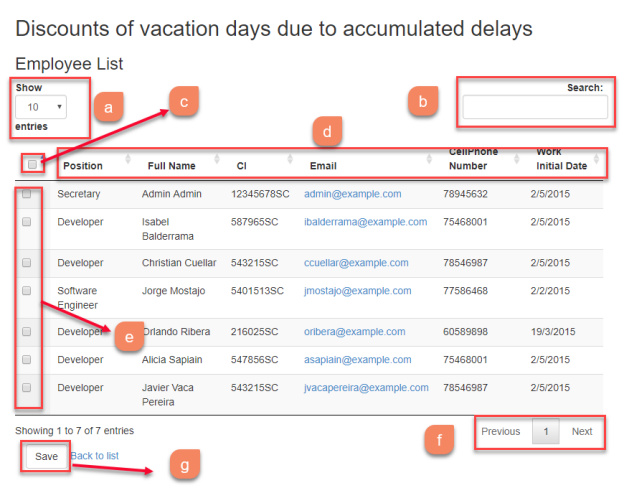 Discounts of vacation days due to accumulated delays
Employee List
Show
10
entries
a
c
b
Search:
d
Position Full Name CI Email CellPhone Number Work Initial Date
Secretary Admin Admin 12345678SC admin@example.com 78945632 2/5/2015
Developer Isabel Balderrama 587965SC ibalderrama@example.com 75468001 2/5/2015
Developer Christian Cuellar 543215SC ccuellar@example.com 78546987 2/5/2015
Software Engineer Jorge Mostajo 5401513SC jmostajo@example.com 77586468 2/2/2015
Developer Orlando Ribera 216025SC oribera@example.com 60589898 19/3/2015
e
Developer Alicia Sapiain 547856SC asapiain@example.com 75468001 2/5/2015
Developer Javier Vaca Pereira 543215SC jvacapereira@example.com 78546987 2/5/2015
Showing 1 to 7 of 7 entries
f
Previous 1 Next
Save Back to list
g